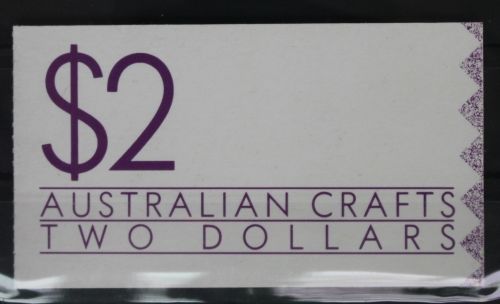 $2
AUSTRALIAN CRAFTS
TWO DOLLARS